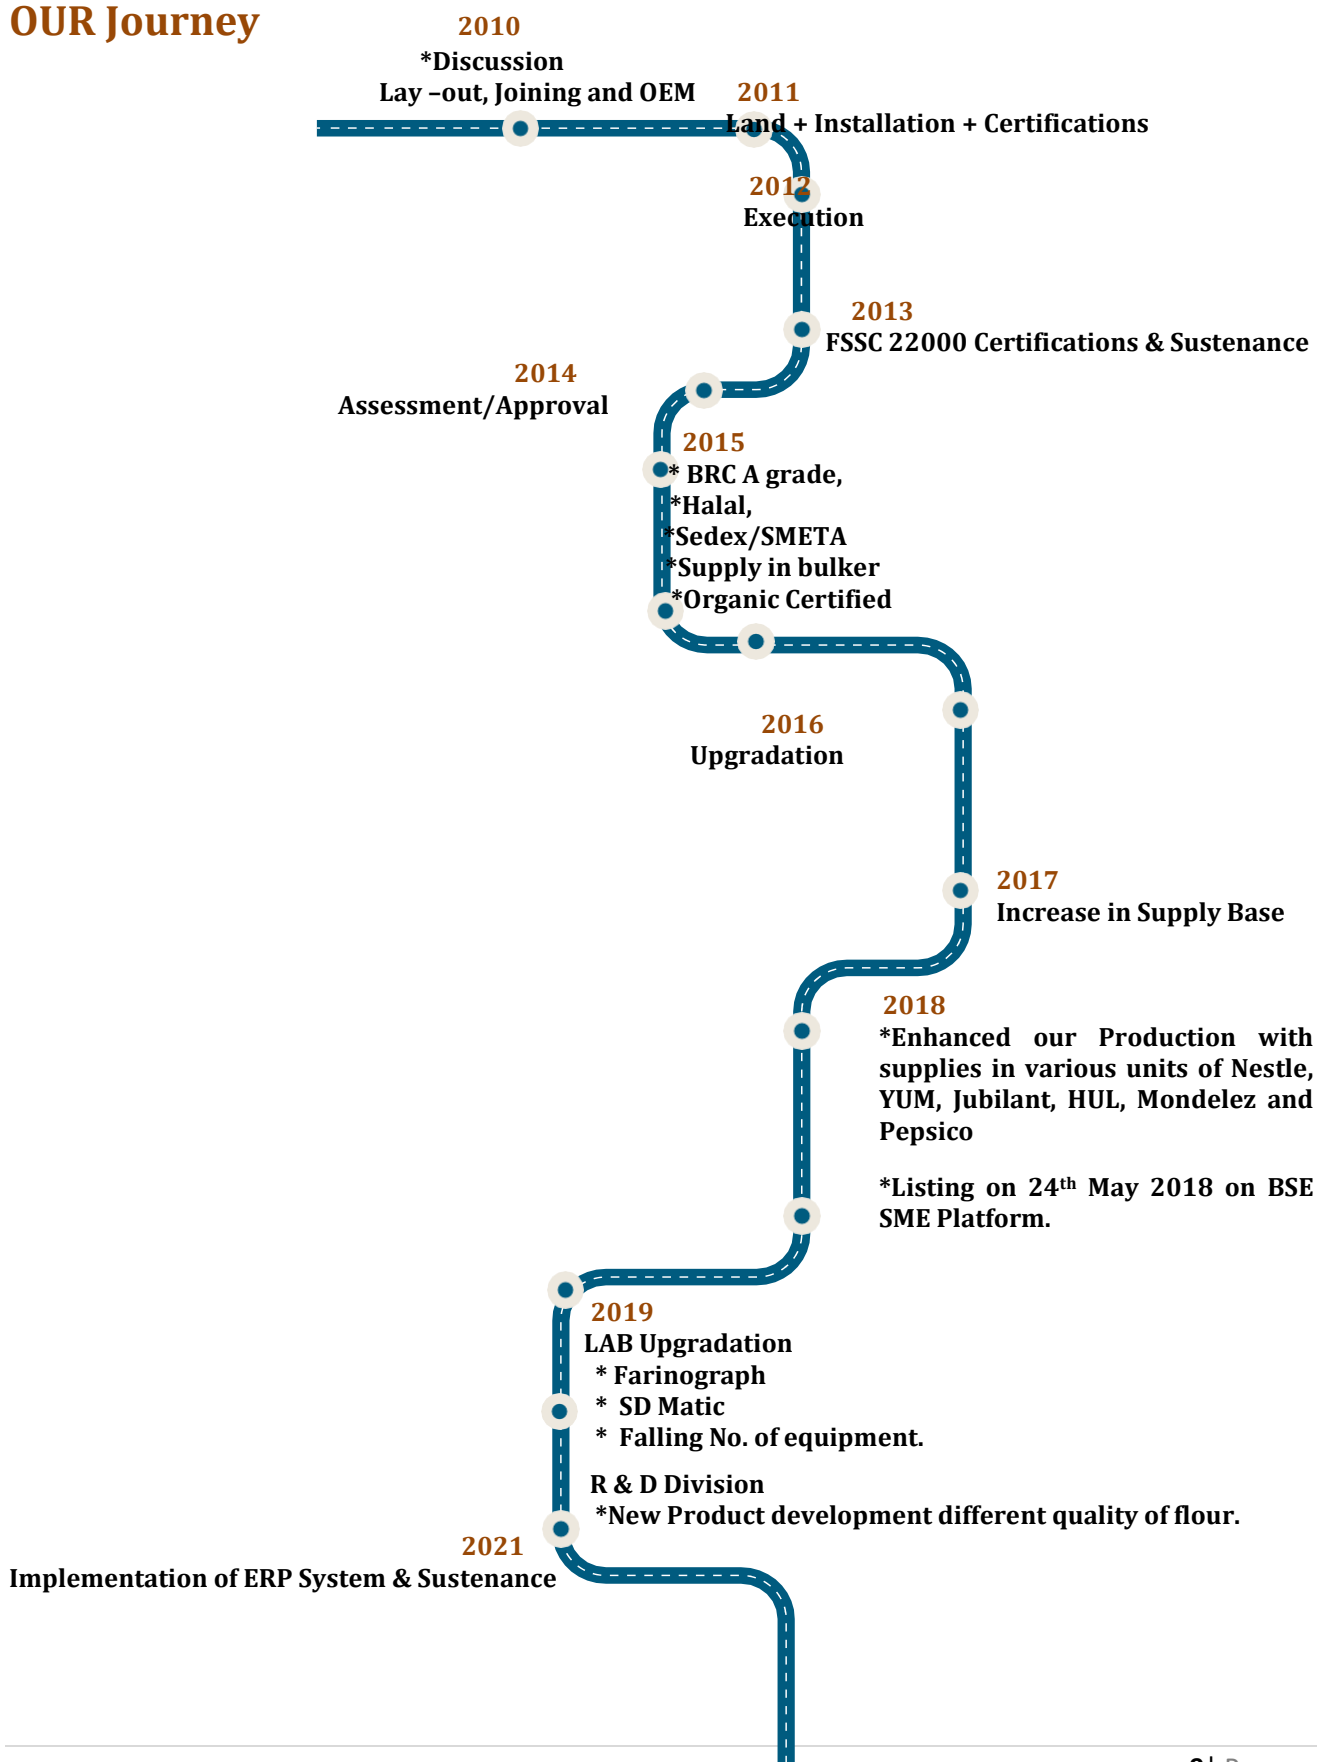 OUR Journey
2010
*Discussion
Lay –out, Joining and OEM
2011
Land + Installation + Certifications
2012
Execution
2013
FSSC 22000 Certifications & Sustenance
2014
Assessment/Approval
2015
* BRC A grade,
*Halal,
*Sedex/SMETA
*Supply in bulker
*Organic Certified
2016
Upgradation
2017
Increase in Supply Base
2018
*Enhanced our Production with
supplies in various units of Nestle,
YUM, Jubilant, HUL, Mondelez and
Pepsico
*Listing on 24th May 2018 on BSE
SME Platform.
2019
LAB Upgradation
* Farinograph
* SD Matic
* Falling No. of equipment.
R & D Division
*New Product development different quality of flour.
2021
Implementation of ERP System & Sustenance